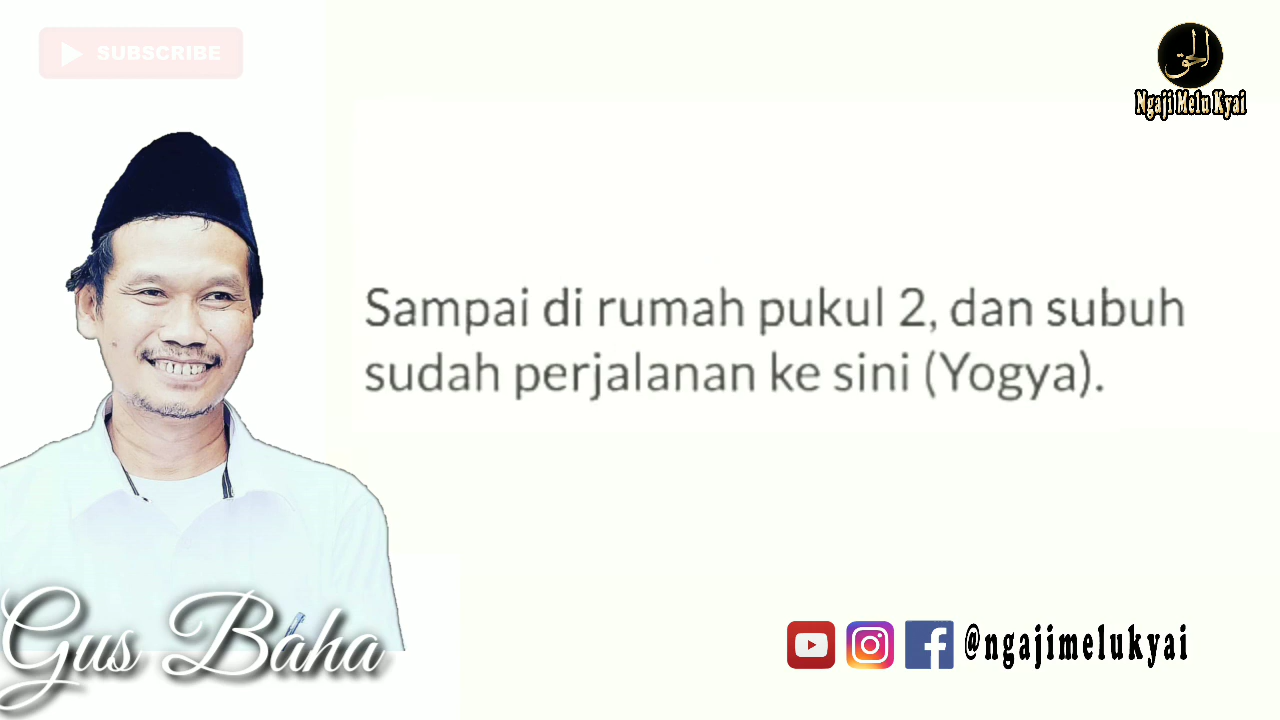 SUBSCRIBE
الحق
Ngaji Melu Kyai
Sampai di rumah pukul 2, dan subuh
sudah perjalanan ke sini (Yogya).
Gus Baha
@ngajimelukyai